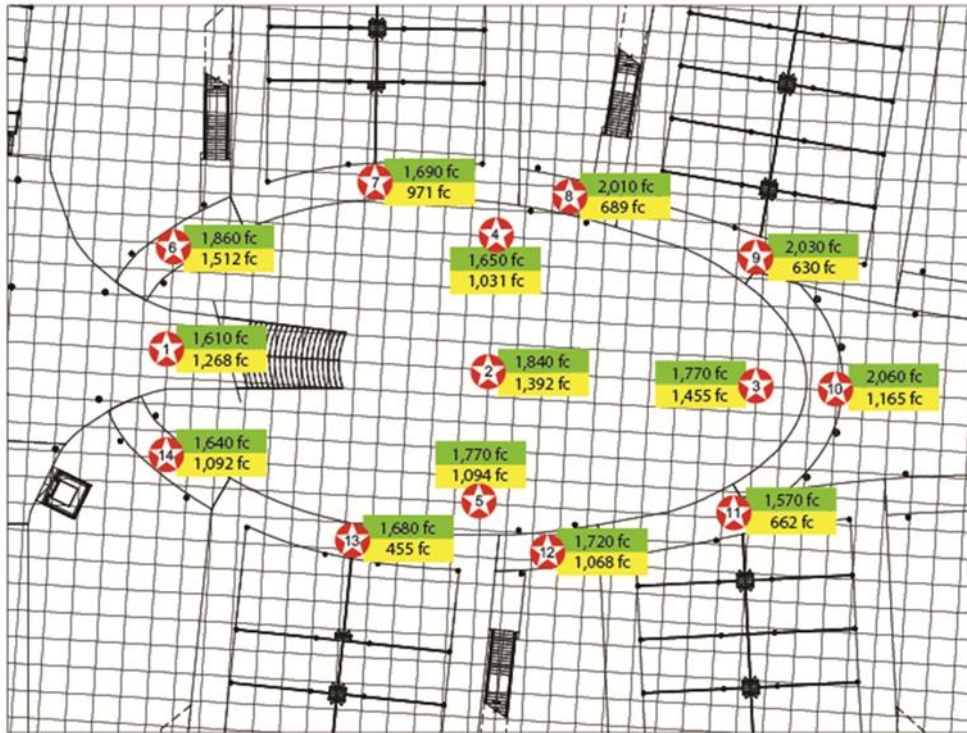 7
1,690 fc
971 fc
8
2,010 fc
689 fc
6
1,860 fc
1,512 fc
4
1,650 fc
1,031 fc
9
2,030 fc
630 fc
1
1,610 fc
1,268 fc
2
1,840 fc
1,392 fc
3
1,770 fc
1,455 fc
10
2,060 fc
1,165 fc
14
1,640 fc
1,092 fc
5
1,770 fc
1,094 fc
11
1,570 fc
662 fc
13
1,680 fc
455 fc
12
1,720 fc
1,068 fc